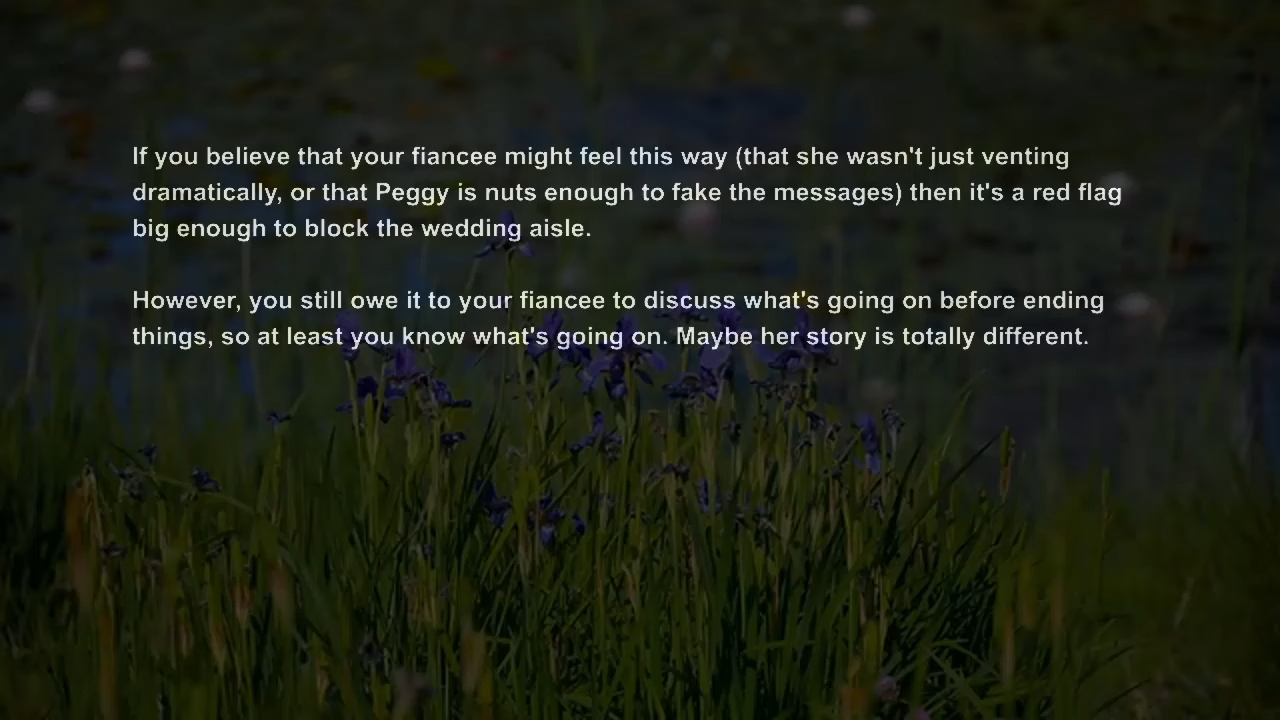 If you believe that your fiancee might feel this way (that she wasn't just venting
dramatically, or that Peggy is nuts enough to fake the messages) then it's a red flag
big enough to block the wedding aisle.
However, you still owe it to your fiancee to discuss what's going on before ending
things, so at least you know what's going on. Maybe her story is totally different.